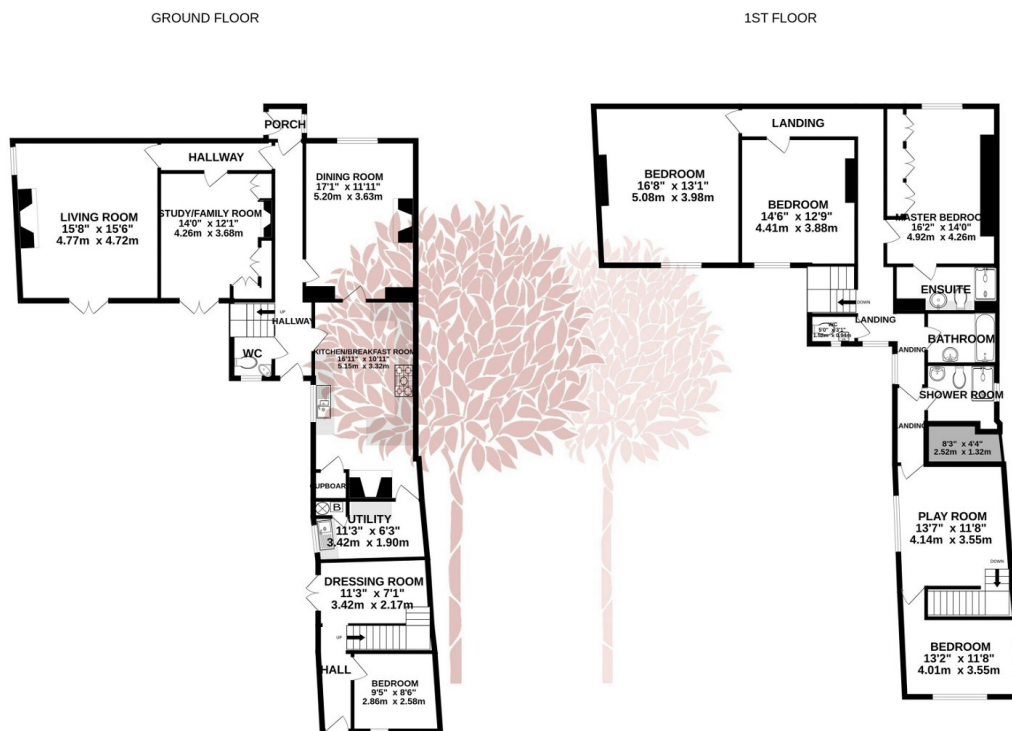 GROUND FLOOR
1ST FLOOR
PORCH
HALLWAY
DINING ROOM
17'1" x 11'11"
5.20m x 3.63m
LIVING ROOM
15'8" x 15'6"
4.77m x 4.72m
STUDY/FAMILY ROOM
14'0" x 12'1"
4.26m x 3.68m
UP
HALLWAY
WC
KITCHEN/BREAKFAST ROOM
16'11" x 10'11"
5.15m x 3.32m
CUPBOARD
B
UTILITY
11'3" x 6'3"
3.42m x 1.90m
DRESSING ROOM
11'3" x 7'1"
3.42m x 2.17m
UP
HALL
BEDROOM
9'5" x 8'6"
2.86m x 2.58m
LANDING
BEDROOM
16'8" x 13'1"
5.08m x 3.98m
BEDROOM
14'6" x 12'9"
4.41m x 3.88m
MASTER BEDROOM
16'2" x 14'0"
4.92m x 4.26m
ENSUITE
DOWN
LANDING
WC
5'0" x 3'1"
BATHROOM
LANDING
SHOWER ROOM
LANDING
8'3" x 4'4"
2.52m x 1.32m
PLAY ROOM
13'7" x 11'8"
4.14m x 3.55m
DOWN
BEDROOM
13'2" x 11'8"
4.01m x 3.55m